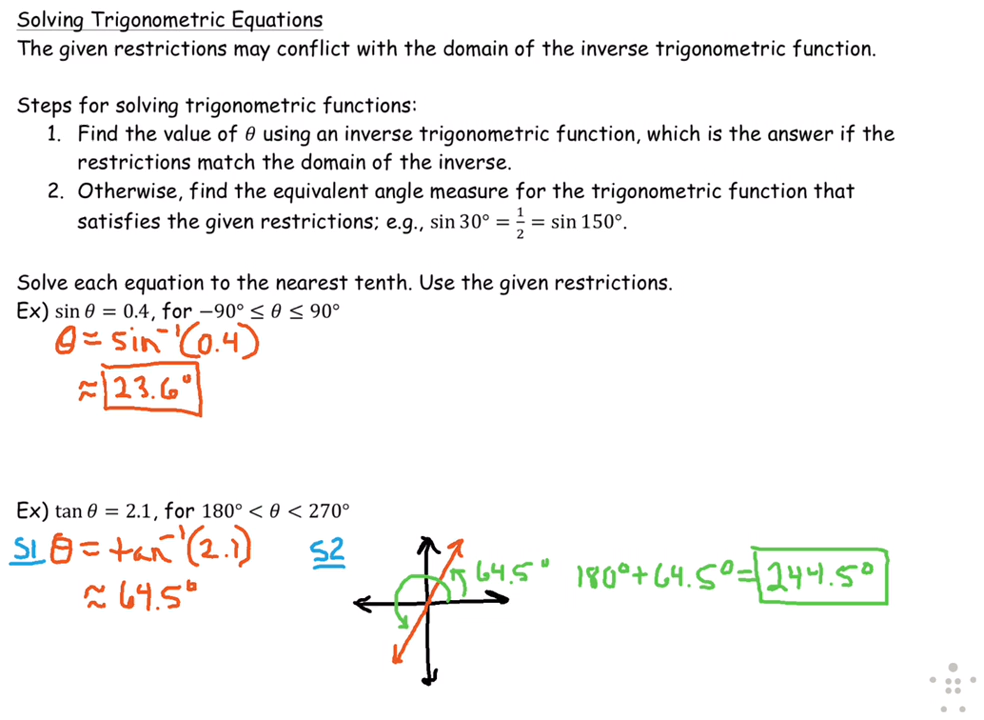 Solving Trigonometric Equations
The given restrictions may conflict with the domain of the inverse trigonometric function.
Steps for solving trigonometric functions:
1. Find the value of θ using an inverse trigonometric function, which is the answer if the
restrictions match the domain of the inverse.
2. Otherwise, find the equivalent angle measure for the trigonometric function that
satisfies the given restrictions; e.g., sin 30° = 1/2 = sin 150°.
Solve each equation to the nearest tenth. Use the given restrictions.
Ex) sin θ = 0.4, for −90° ≤ θ ≤ 90°
θ = sin⁻¹(0.4)
≈ 23.6°
Ex) tan θ = 2.1, for 180° < θ < 270°
S1 θ = tan⁻¹(2.1)
≈ 64.5°
S2
64.5°
180° + 64.5° = 244.5°